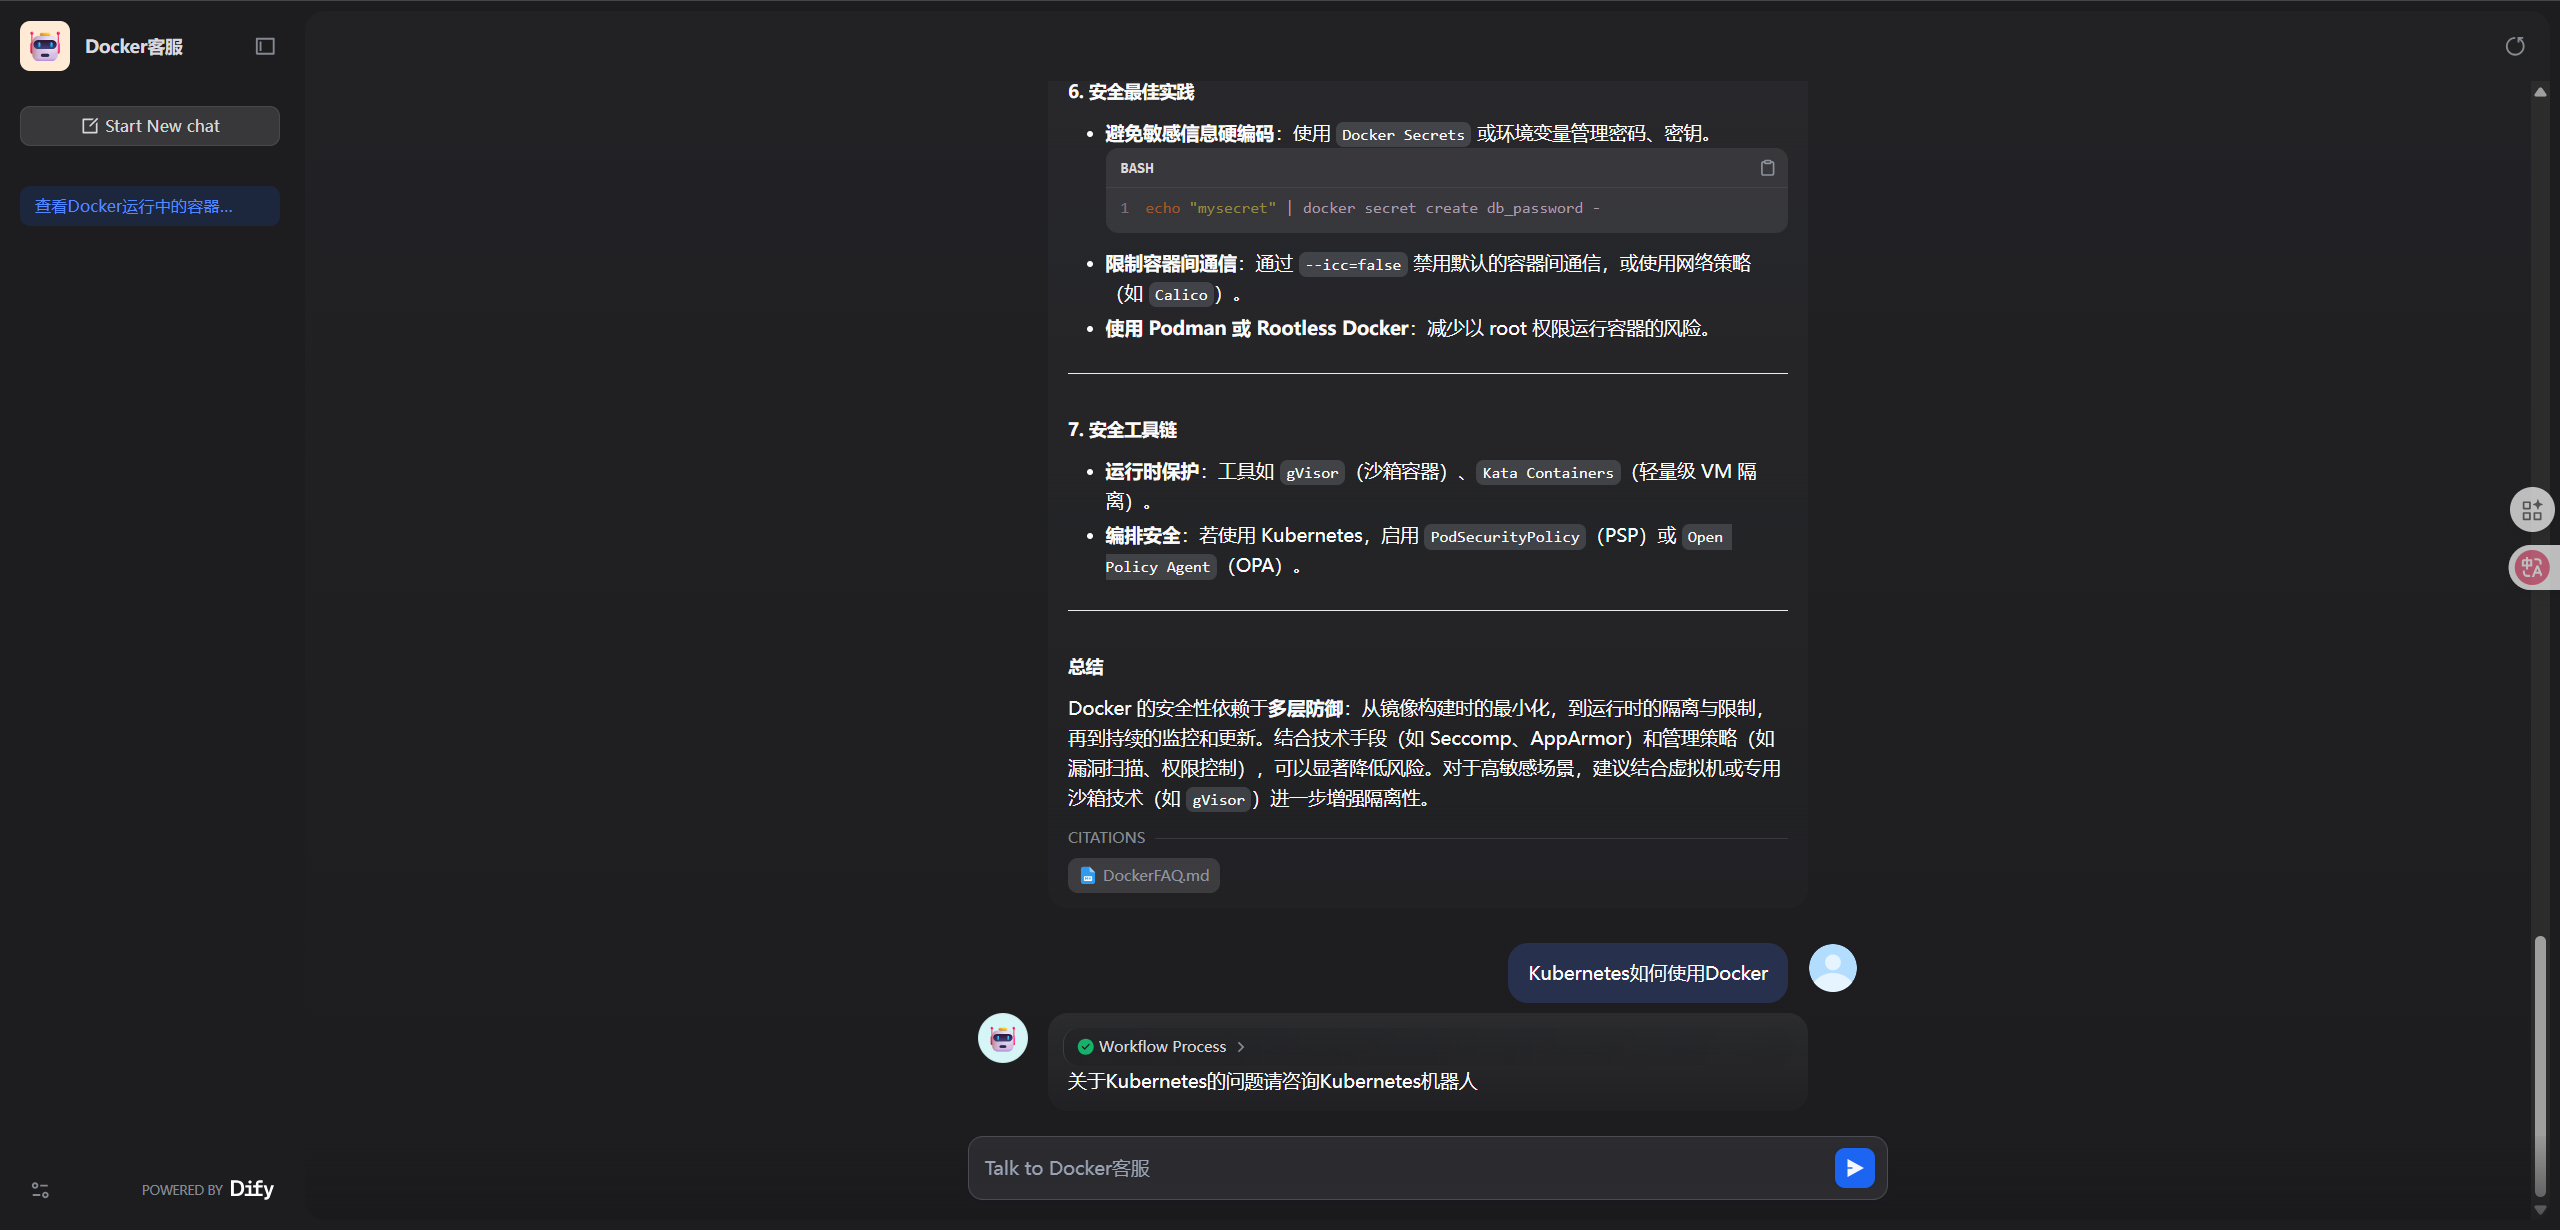 Docker客服
Start New chat
查看Docker运行中的容器...
6. 安全最佳实践
• 避免敏感信息硬编码：使用 Docker Secrets 或环境变量管理密码、密钥。
BASH
1 echo "mysecret" | docker secret create db_password -
• 限制容器间通信：通过 --icc=false 禁用默认的容器间通信，或使用网络策略
（如 Calico）。
• 使用 Podman 或 Rootless Docker：减少以 root 权限运行容器的风险。
7. 安全工具链
• 运行时保护：工具如 gVisor（沙箱容器）、Kata Containers（轻量级 VM 隔
离）。
• 编排安全：若使用 Kubernetes，启用 PodSecurityPolicy（PSP）或 Open
Policy Agent（OPA）。
总结
Docker 的安全性依赖于多层防御：从镜像构建时的最小化，到运行时的隔离与限制，
再到持续的监控和更新。结合技术手段（如 Seccomp、AppArmor）和管理策略（如
漏洞扫描、权限控制），可以显著降低风险。对于高敏感场景，建议结合虚拟机或专用
沙箱技术（如 gVisor）进一步增强隔离性。
CITATIONS
DockerFAQ.md
Kubernetes如何使用Docker
Workflow Process
关于Kubernetes的问题请咨询Kubernetes机器人
Talk to Docker客服
POWERED BY Dify
中A